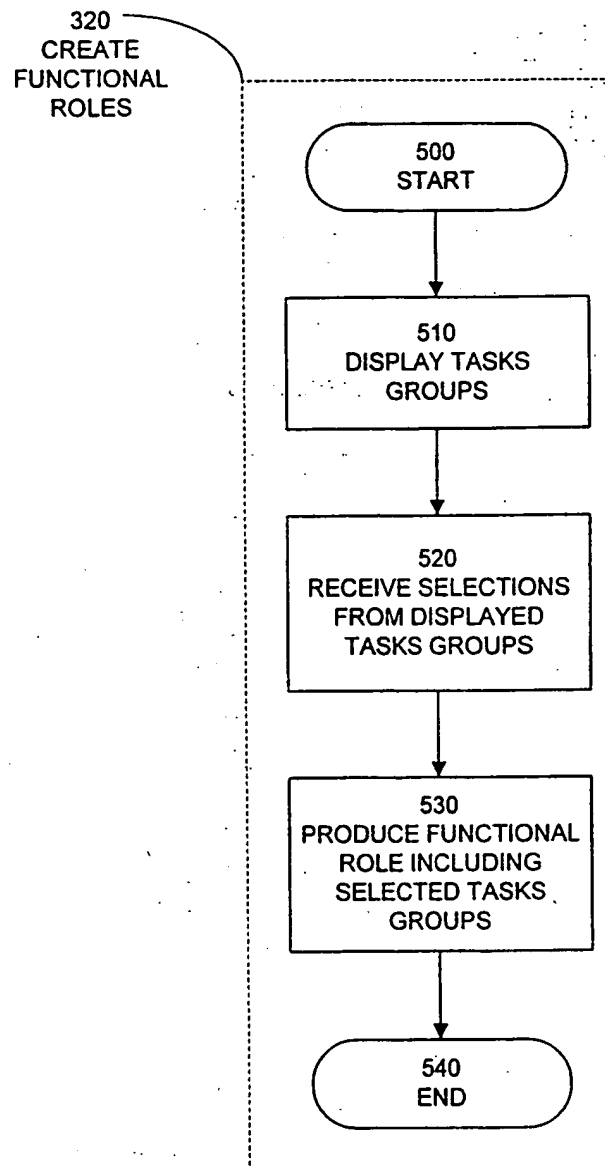 320
CREATE
FUNCTIONAL
ROLES
500
START
510
DISPLAY TASKS
GROUPS
520
RECEIVE SELECTIONS
FROM DISPLAYED
TASKS GROUPS
530
PRODUCE FUNCTIONAL
ROLE INCLUDING
SELECTED TASKS
GROUPS
540
END